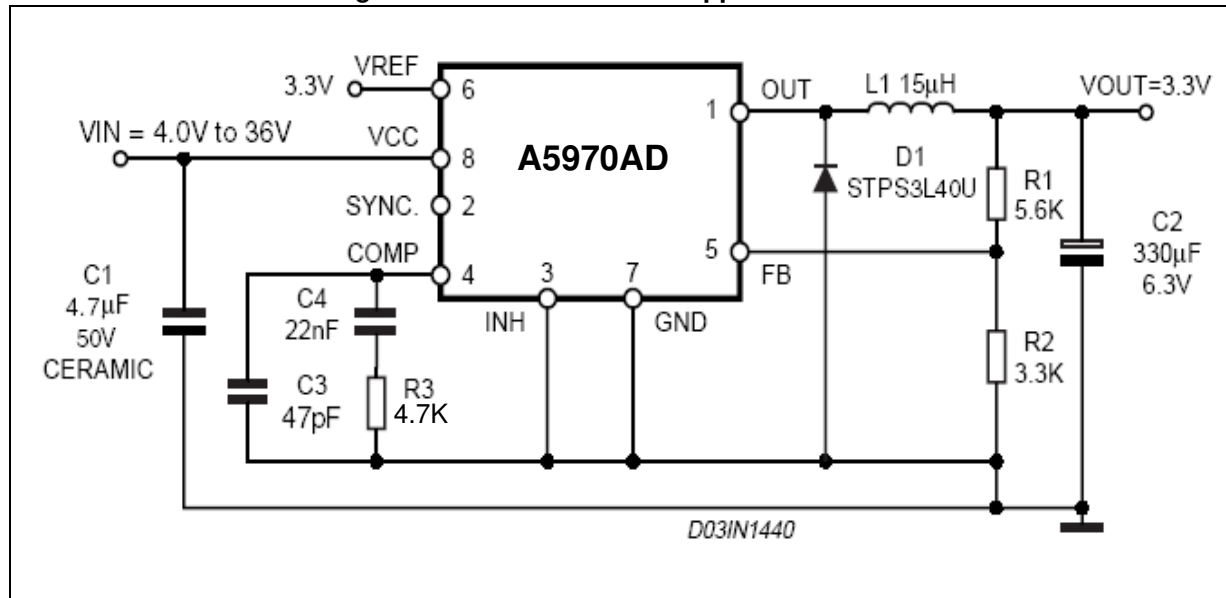 VREF
3.3V
6
VIN = 4.0V to 36V
VCC
8
A5970AD
SYNC.
2
COMP
4
3
INH
7
GND
1
OUT
L1 15µH
VOUT=3.3V
D1
STPS3L40U
R1
5.6K
5
FB
C2
330µF
6.3V
R2
3.3K
C1
4.7µF
50V
CERAMIC
C4
22nF
C3
47pF
R3
4.7K
D03IN1440